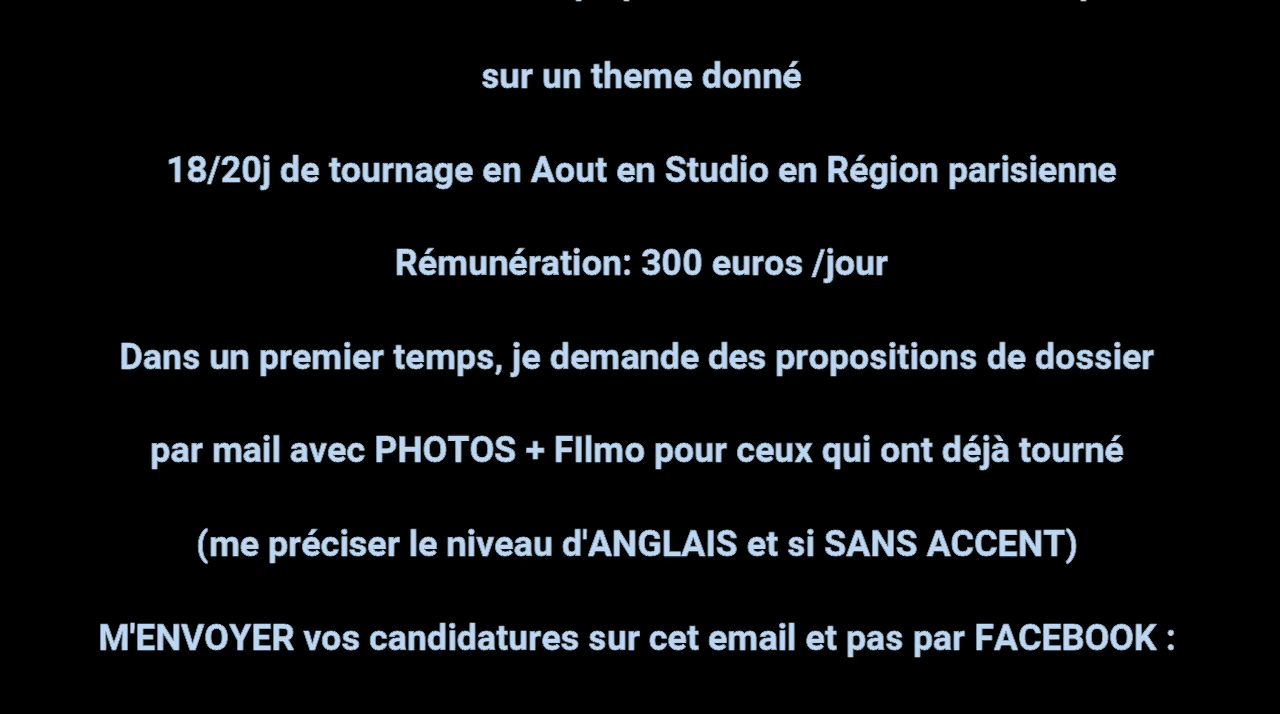 sur un theme donné
18/20j de tournage en Aout en Studio en Région parisienne
Rémunération: 300 euros /jour
Dans un premier temps, je demande des propositions de dossier
par mail avec PHOTOS + FIlmo pour ceux qui ont déjà tourné
(me préciser le niveau d'ANGLAIS et si SANS ACCENT)
M'ENVOYER vos candidatures sur cet email et pas par FACEBOOK :